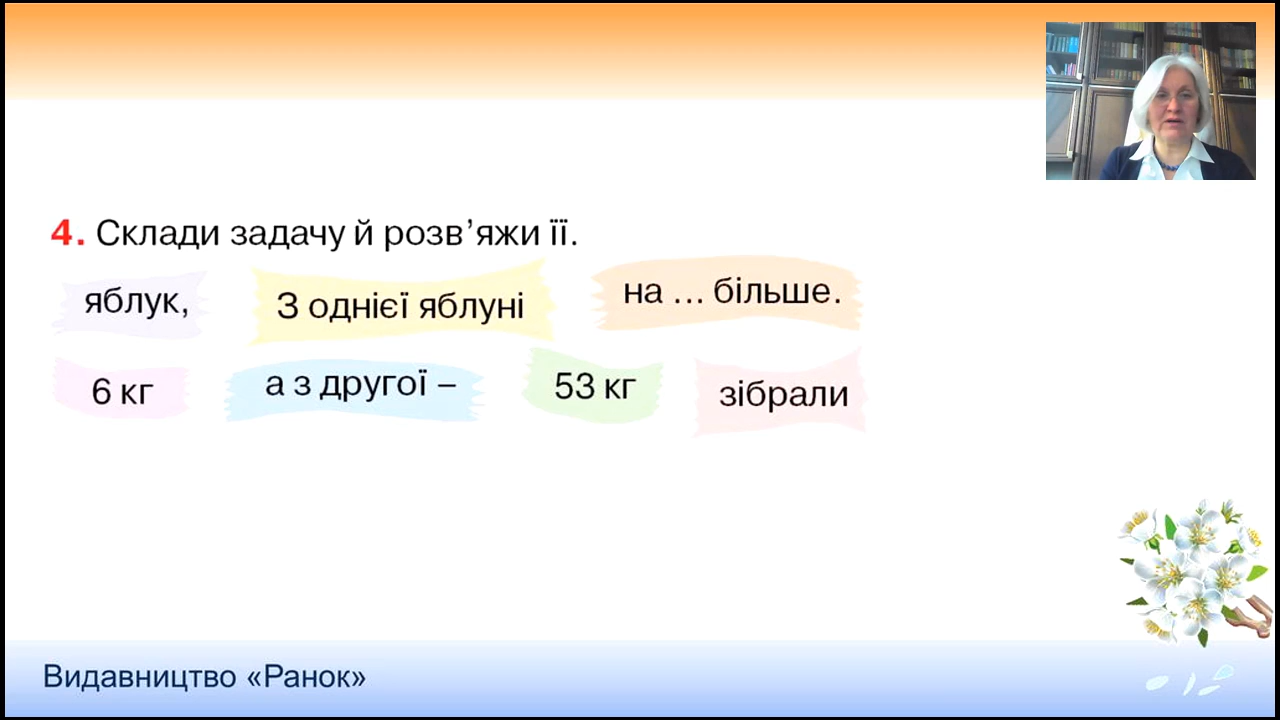 4. Склади задачу й розв’яжи її.
яблук, З однієї яблуні на ... більше.
6 кг а з другої – 53 кг зібрали
Видавництво «Ранок»